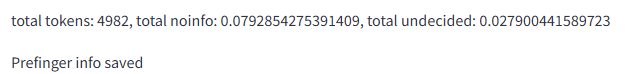 total tokens: 4982, total noinfo: 0.0792854275391409, total undecided: 0.027900441589723
Prefinger info saved